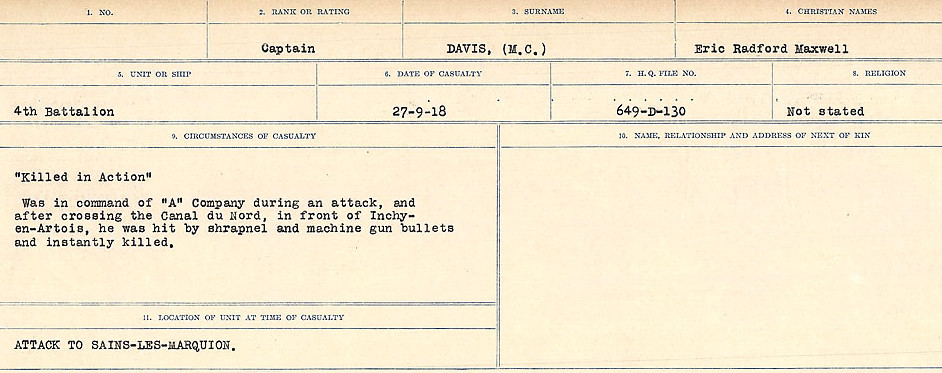 1. NO.
2. RANK OR RATING
3. SURNAME
4. CHRISTIAN NAMES
Captain
DAVIS, (M.C.)
Eric Radford Maxwell
5. UNIT OR SHIP
6. DATE OF CASUALTY
7. H.Q. FILE NO.
8. RELIGION
4th Battalion
27-9-18
649-D-130
Not stated
9. CIRCUMSTANCES OF CASUALTY
10. NAME, RELATIONSHIP AND ADDRESS OF NEXT OF KIN
"Killed in Action"
Was in command of "A" Company during an attack, and
after crossing the Canal du Nord, in front of Inchy-
en-Artois, he was hit by shrapnel and machine gun bullets
and instantly killed.
11. LOCATION OF UNIT AT TIME OF CASUALTY
ATTACK TO SAINS-LES-MARQUION.